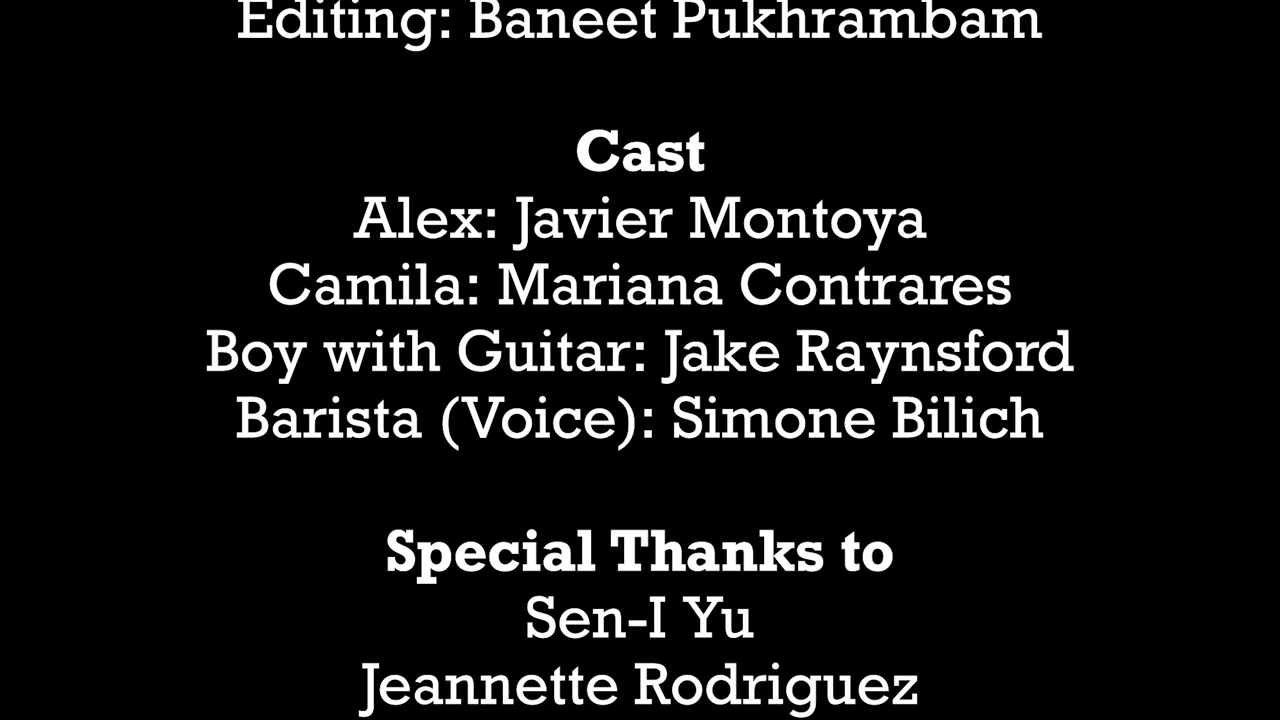 Editing: Baneet Pukhrambam
Cast
Alex: Javier Montoya
Camila: Mariana Contrares
Boy with Guitar: Jake Raynsford
Barista (Voice): Simone Bilich
Special Thanks to
Sen-I Yu
Jeannette Rodriguez